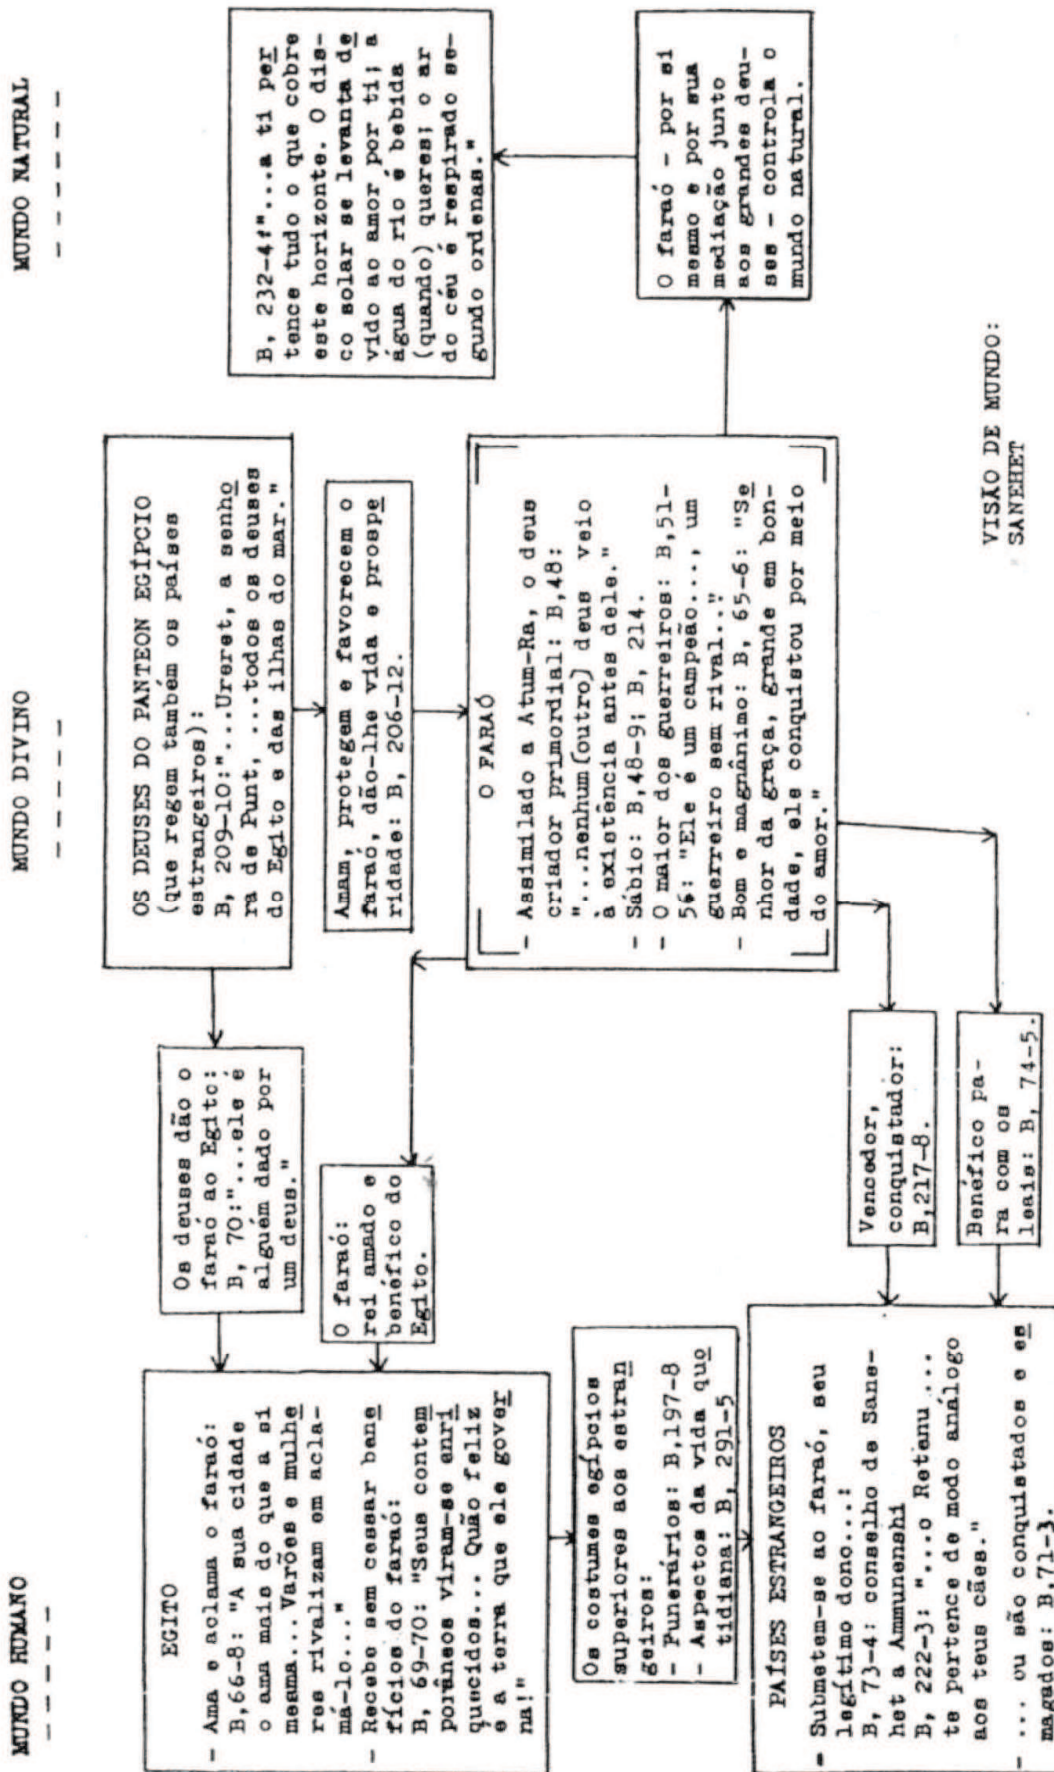 MUNDO HUMANO
MUNDO DIVINO
MUNDO NATURAL
EGITO
- Ama e aclama o faraó:
B,66-8: "A sua cidade
o ama mais do que a si
mesma... Varões e mulhe
res rivalizam em acla-
má-lo..."
- Recebe sem cessar bene
fícios do faraó:
B, 69-70: "Seus contem
porâneos viram-se enri
quecidos... Quão feliz
é a terra que ele gover
na!"
Os deuses dão o
faraó ao Egito:
B, 70:"...ele é
alguém dado por
um deus."
O faraó:
rei amado e
benéfico do
Egito.
Os costumes egípcios
superiores aos estran
geiros:
- Funerários: B,197-8
- Aspectos da vida quo
tidiana: B, 291-5
PAÍSES ESTRANGEIROS
- Submetem-se ao faraó, seu
legítimo dono...:
B, 73-4: conselho de Sane-
het a Ammunenshi
B, 222-3: "...o Retenu ...
te pertence de modo análogo
aos teus cães."
- ... ou são conquistados e es
magados: B,71-3.
OS DEUSES DO PANTEON EGÍPCIO
(que regem também os países
estrangeiros):
B, 209-10:"...Ureret, a senho
ra de Punt, ...todos os deuses
do Egito e das ilhas do mar."
Amam, protegem e favorecem o
faraó, dão-lhe vida e prospe
ridade: B, 206-12.
O FARAÓ
- Assimilado a Atum-Ra, o deus
criador primordial: B,48:
"...nenhum[outro] deus veio
à existência antes dele."
- Sábio: B,48-9; B, 214.
- O maior dos guerreiros: B,51-
56: "Ele é um campeão..., um
guerreiro sem rival..."
- Bom e magnânimo: B, 65-6: "Se
nhor da graça, grande em bon-
dade, ele conquistou por meio
do amor."
Vencedor,
conquistador:
B,217-8.
Benéfico pa-
ra com os
leais: B, 74-5.
B, 232-4:"...a ti per
tence tudo o que cobre
este horizonte. O dis-
co solar se levanta de
vido ao amor por ti; a
água do rio é bebida
(quando) queres; o ar
do céu é respirado se-
gundo ordenas."
O faraó - por si
mesmo e por sua
mediação junto
aos grandes deu-
ses - controla o
mundo natural.
VISÃO DE MUNDO:
SANEHET